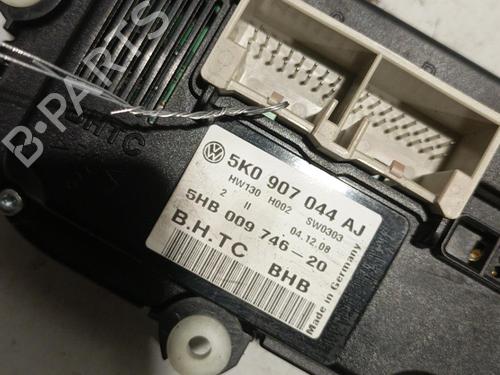 B-PARTS
BHTC
5K0 907 044 AJ
HW130 H002 SW0303
2 II 04.12.08
5HB 009 746-20
B.H.TC BHB
Made in Germany